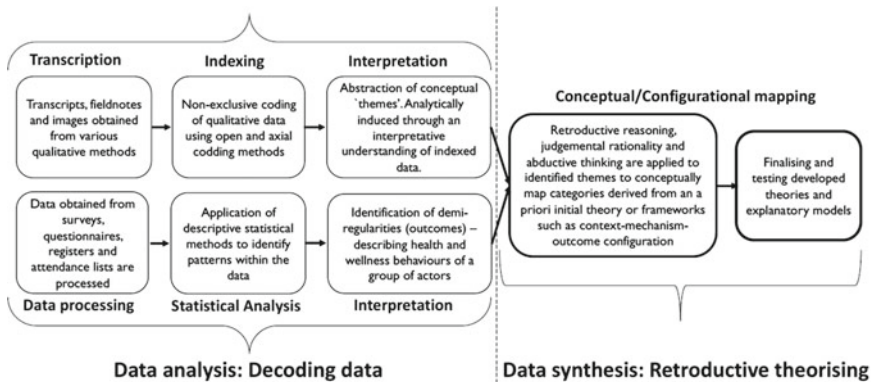 Transcription
Transcripts, fieldnotes
and images obtained
from various
qualitative methods
Indexing
Non-exclusive coding
of qualitative data
using open and axial
codding methods
Interpretation
Abstraction of conceptual
`themes'. Analytically
induced through an
interpretative
understanding of indexed
data.
Data obtained from
surveys,
questionnaires,
registers and
attendance lists are
processed
Data processing
Application of
descriptive statistical
methods to identify
patterns within the
data
Statistical Analysis
Identification of demi-
regularities (outcomes) –
describing health and
wellness behaviours of a
group of actors
Interpretation
Data analysis: Decoding data
Conceptual/Configurational mapping
Retroductive reasoning,
judgemental rationality and
abductive thinking are applied to
identified themes to conceptually
map categories derived from an a
priori initial theory or frameworks
such as context-mechanism-
outcome configuration
Finalising and
testing developed
theories and
explanatory models
Data synthesis: Retroductive theorising